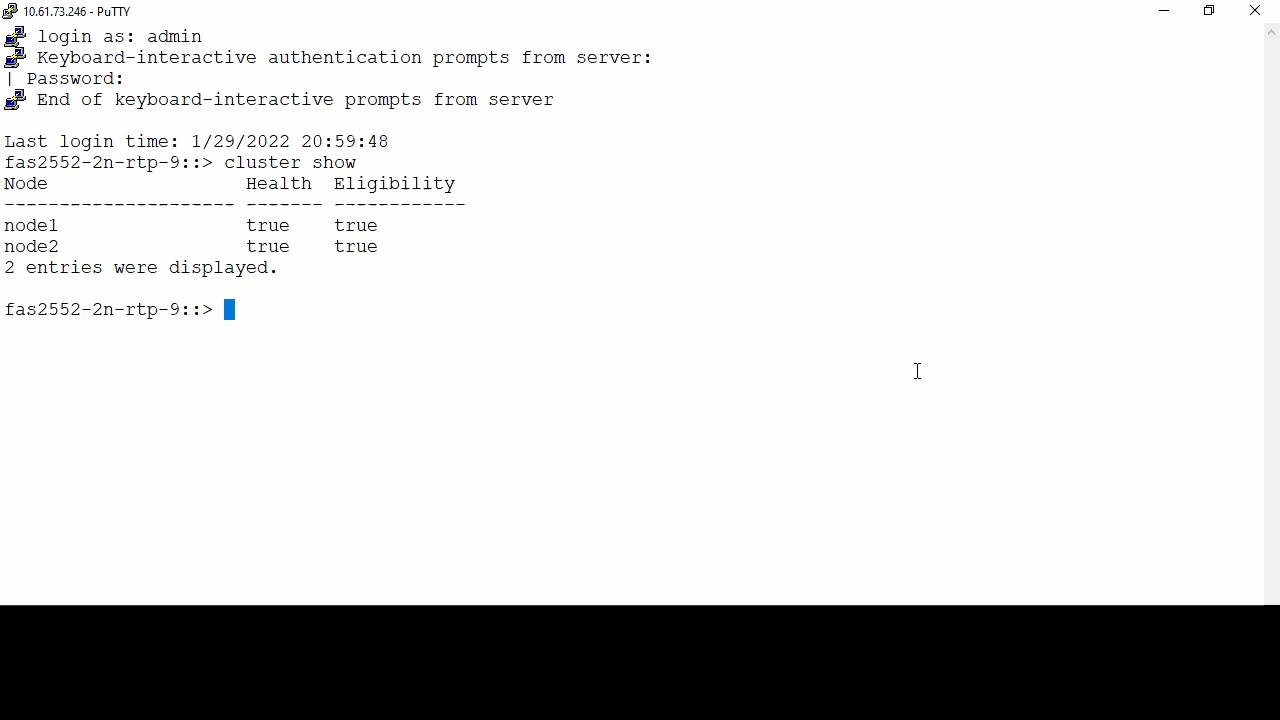 10.61.73.246 - PuTTY
login as: admin
Keyboard-interactive authentication prompts from server:
| Password:
End of keyboard-interactive prompts from server
Last login time: 1/29/2022 20:59:48
fas2552-2n-rtp-9::> cluster show
Node                  Health  Eligibility
--------------------- ------- ------------
node1                 true    true
node2                 true    true
2 entries were displayed.
fas2552-2n-rtp-9::>